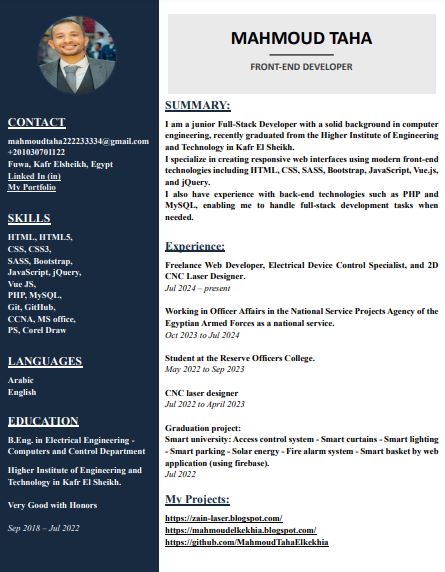 MAHMOUD TAHA
FRONT-END DEVELOPER
CONTACT
mahmoudtaha222233334@gmail.com
+201030701122
Fuwa, Kafr Elsheikh, Egypt
Linked In (in)
My Portfolio
SKILLS
HTML, HTML5,
CSS, CSS3,
SASS, Bootstrap,
JavaScript, jQuery,
Vue JS,
PHP, MySQL,
Git, GitHub,
CCNA, MS office,
PS, Corel Draw
LANGUAGES
Arabic
English
EDUCATION
B.Eng. in Electrical Engineering -
Computers and Control Department
Higher Institute of Engineering and
Technology in Kafr El Sheikh.
Very Good with Honors
Sep 2018 – Jul 2022
SUMMARY:
I am a junior Full-Stack Developer with a solid background in computer
engineering, recently graduated from the Higher Institute of Engineering
and Technology in Kafr El Sheikh.
I specialize in creating responsive web interfaces using modern front-end
technologies including HTML, CSS, SASS, Bootstrap, JavaScript, Vue.js,
and jQuery.
I also have experience with back-end technologies such as PHP and
MySQL, enabling me to handle full-stack development tasks when
needed.
Experience:
Freelance Web Developer, Electrical Device Control Specialist, and 2D
CNC Laser Designer.
Jul 2024 – present
Working in Officer Affairs in the National Service Projects Agency of the
Egyptian Armed Forces as a national service.
Oct 2023 to Jul 2024
Student at the Reserve Officers College.
May 2022 to Sep 2023
CNC laser designer
Jul 2022 to April 2023
Graduation project:
Smart university: Access control system - Smart curtains - Smart lighting
- Smart parking - Solar energy - Fire alarm system - Smart basket by web
application (using firebase).
Jul 2022
My Projects:
https://zain-laser.blogspot.com/
https://mahmoudelkekhia.blogspot.com/
https://github.com/MahmoudTahaElkekhia